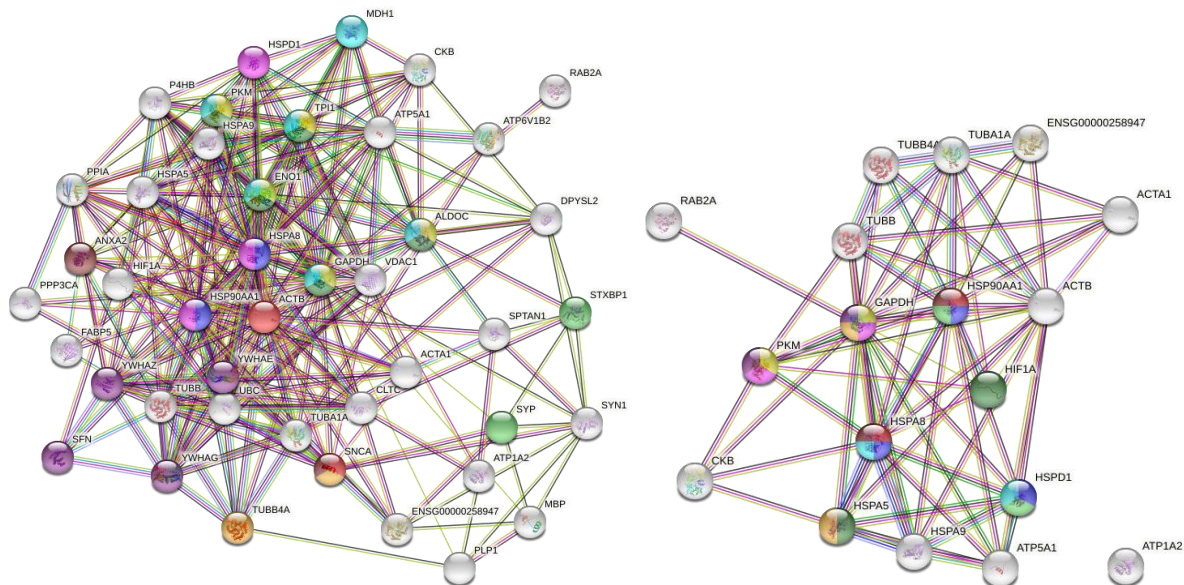 MDH1
HSPD1
CKB
RAB2A
P4HB
PKM
TPI1
ATP5A1
ATP6V1B2
HSPA9
PPIA
HSPA5
ENO1
DPYSL2
ALDOC
ANXA2
HSPA8
HIF1A
GAPDH
VDAC1
PPP3CA
HSP90AA1
ACTB
STXBP1
SPTAN1
FABP5
YWHAZ
YWHAE
ACTA1
TUBB
UBC
CLTC
TUBA1A
SYP
SYN1
SFN
YWHAG
SNCA
ATP1A2
TUBB4A
ENSG00000258947
MBP
PLP1
ENSG00000258947
TUBA1A
TUBB4A
ACTA1
RAB2A
TUBB
HSP90AA1
ACTB
GAPDH
PKM
HIF1A
HSPA8
CKB
HSPD1
HSPA5
HSPA9
ATP5A1
ATP1A2